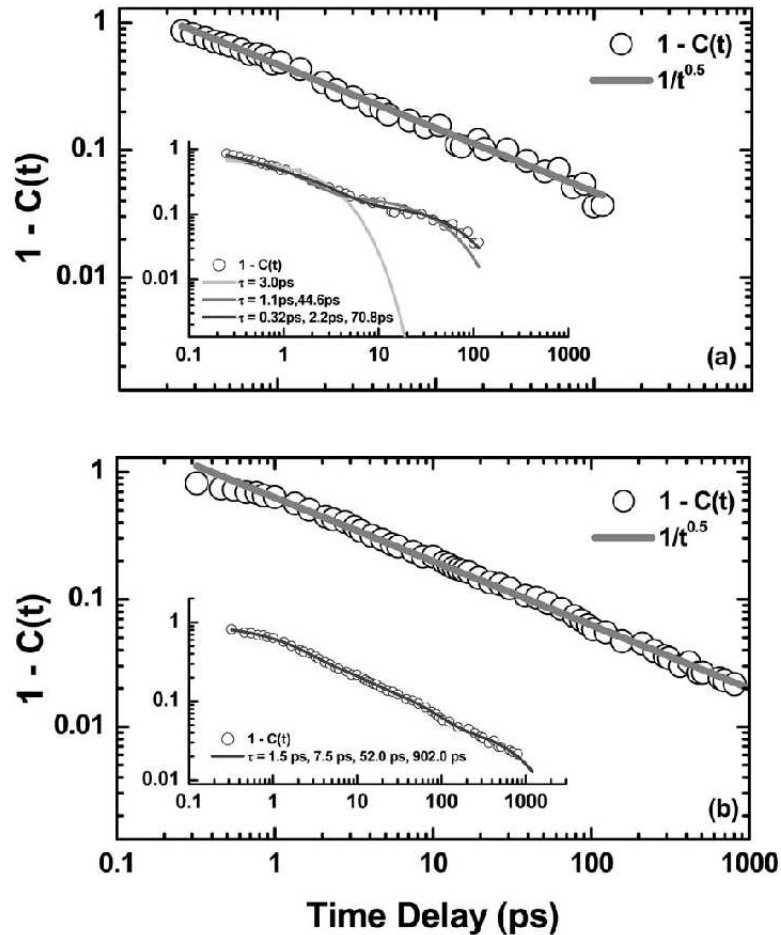 1
0.1
0.01
1 - C(t)
1 - C(t)
1/t^0.5
1
0.1
0.01
1 - C(t)
τ = 3.0ps
τ = 1.1ps,44.6ps
τ = 0.32ps, 2.2ps, 70.8ps
0.1 1 10 100 1000
(a)
1
0.1
0.01
1 - C(t)
1 - C(t)
1/t^0.5
1
0.1
0.01
1 - C(t)
τ = 1.5 ps, 7.5 ps, 52.0 ps, 902.0 ps
0.1 1 10 100 1000
(b)
0.1 1 10 100 1000
Time Delay (ps)